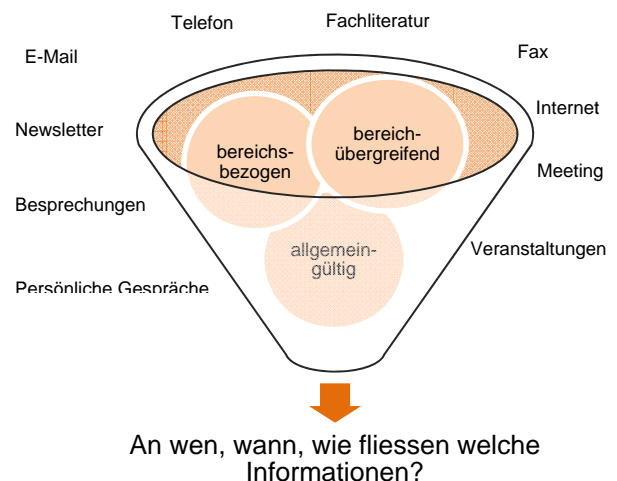 Telefon
Fachliteratur
E-Mail
Fax
Internet
Newsletter
bereichs-
bezogen
bereich-
übergreifend
Meeting
Besprechungen
allgemein-
gültig
Veranstaltungen
Persönliche Gespräche
An wen, wann, wie fliessen welche
Informationen?